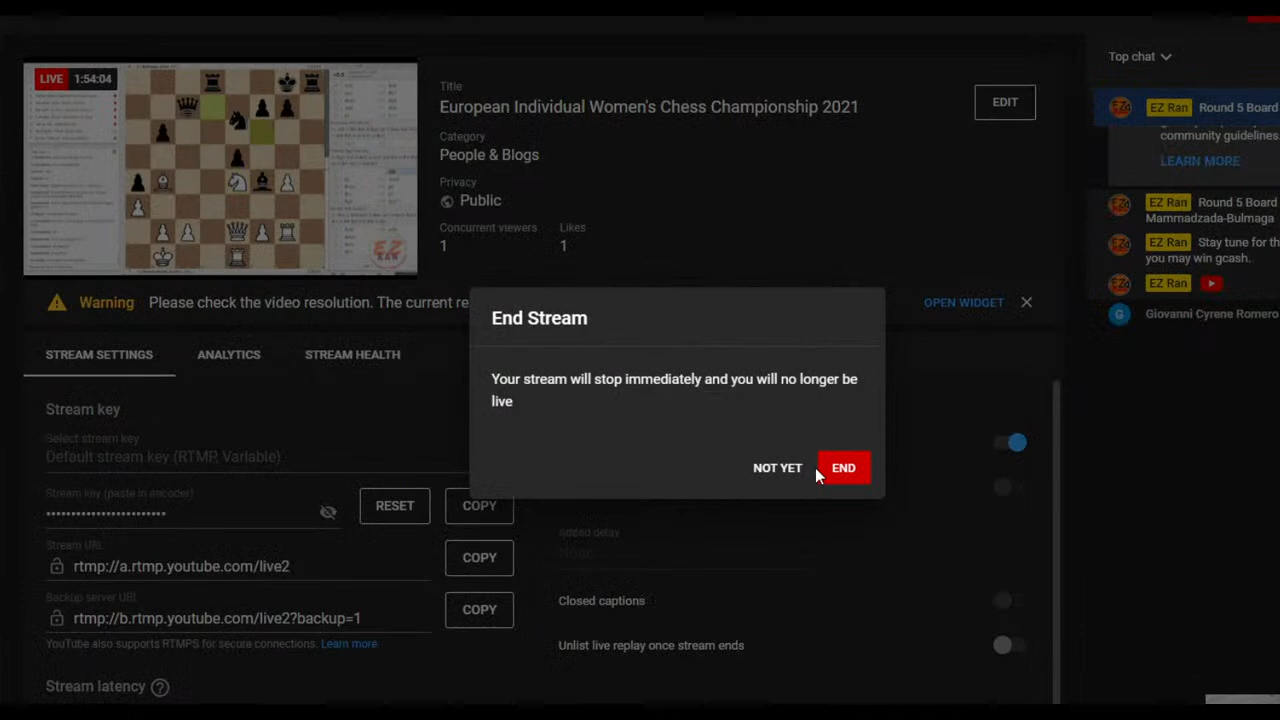 LIVE 1:54:04
EZ
RAN
Title
European Individual Women's Chess Championship 2021
EDIT
Category
People & Blogs
Privacy
Public
Concurrent viewers
Likes
1
1
Top chat
EZ Ran Round 5 Board
community guidelines.
LEARN MORE
EZ Ran Round 5 Board
Mammadzada-Bulmaga
EZ Ran Stay tune for th
you may win gcash.
EZ Ran
G Giovanni Cyrene Romero
Warning Please check the video resolution. The current re
OPEN WIDGET
STREAM SETTINGS
ANALYTICS
STREAM HEALTH
End Stream
Your stream will stop immediately and you will no longer be
live
NOT YET
END
Stream key
Select stream key
Default stream key (RTMP, Variable)
Stream key (paste in encoder)
RESET
COPY
Stream URL
rtmp://a.rtmp.youtube.com/live2
COPY
Backup server URL
rtmp://b.rtmp.youtube.com/live2?backup=1
COPY
YouTube also supports RTMPS for secure connections. Learn more
Stream latency
Added delay
None
Closed captions
Unlist live replay once stream ends